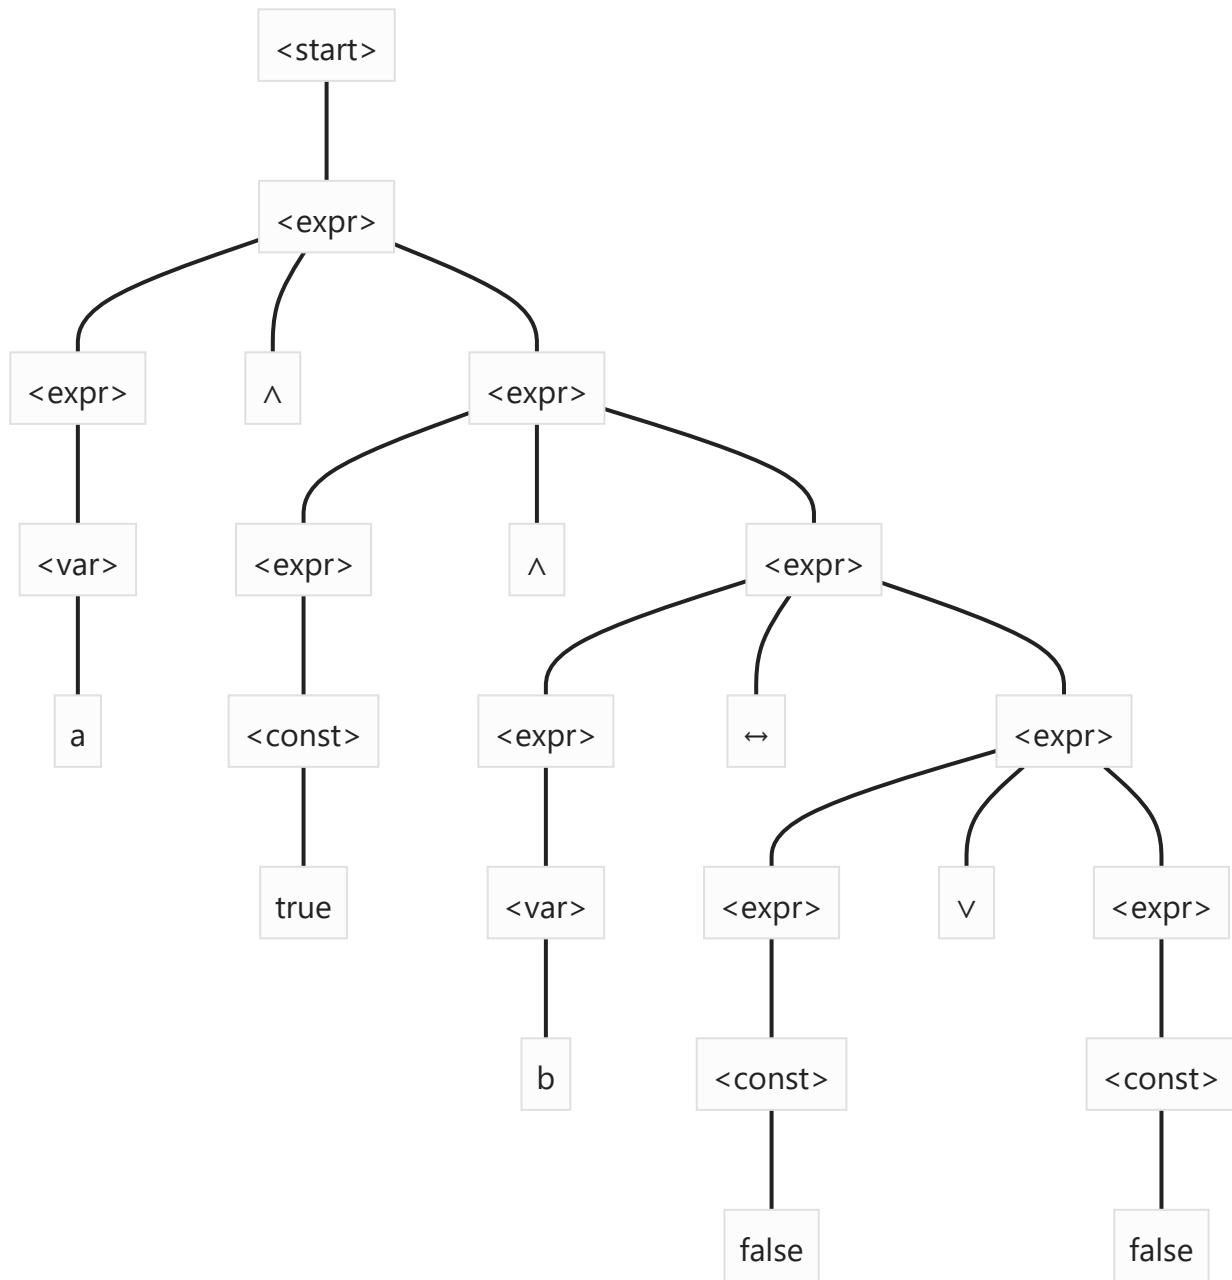 <start>
<expr>
<expr> ∧ <expr>
<var> <expr> ∧ <expr>
a <const> <expr> ↔ <expr>
true <var> <expr> ∨ <expr>
b <const> <const>
false false